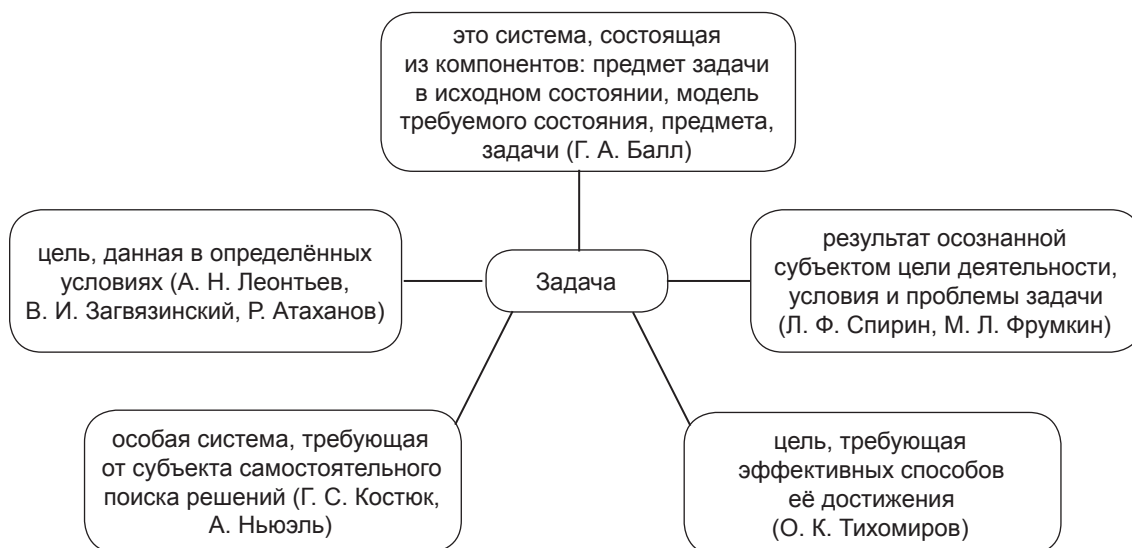 это система, состоящая
из компонентов: предмет задачи
в исходном состоянии, модель
требуемого состояния, предмета,
задачи (Г. А. Балл)
цель, данная в определённых
условиях (А. Н. Леонтьев,
В. И. Загвязинский, Р. Атаханов)
Задача
результат осознанной
субъектом цели деятельности,
условия и проблемы задачи
(Л. Ф. Спирин, М. Л. Фрумкин)
особая система, требующая
от субъекта самостоятельного
поиска решений (Г. С. Костюк,
А. Ньюэль)
цель, требующая
эффективных способов
её достижения
(О. К. Тихомиров)